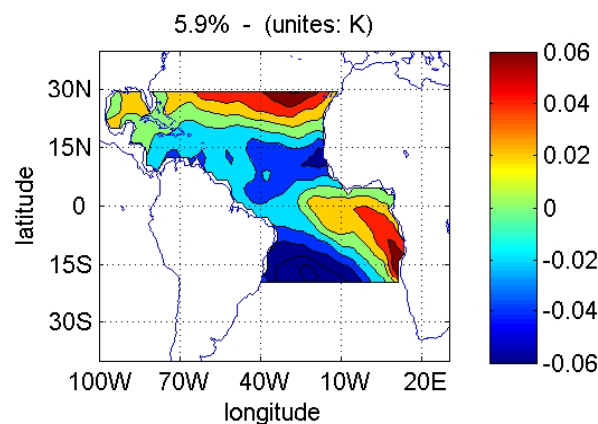 5.9%  -  (unites: K)
30N
15N
0
15S
30S
latitude
100W 70W 40W 10W 20E
longitude
0.06
0.04
0.02
0
-0.02
-0.04
-0.06